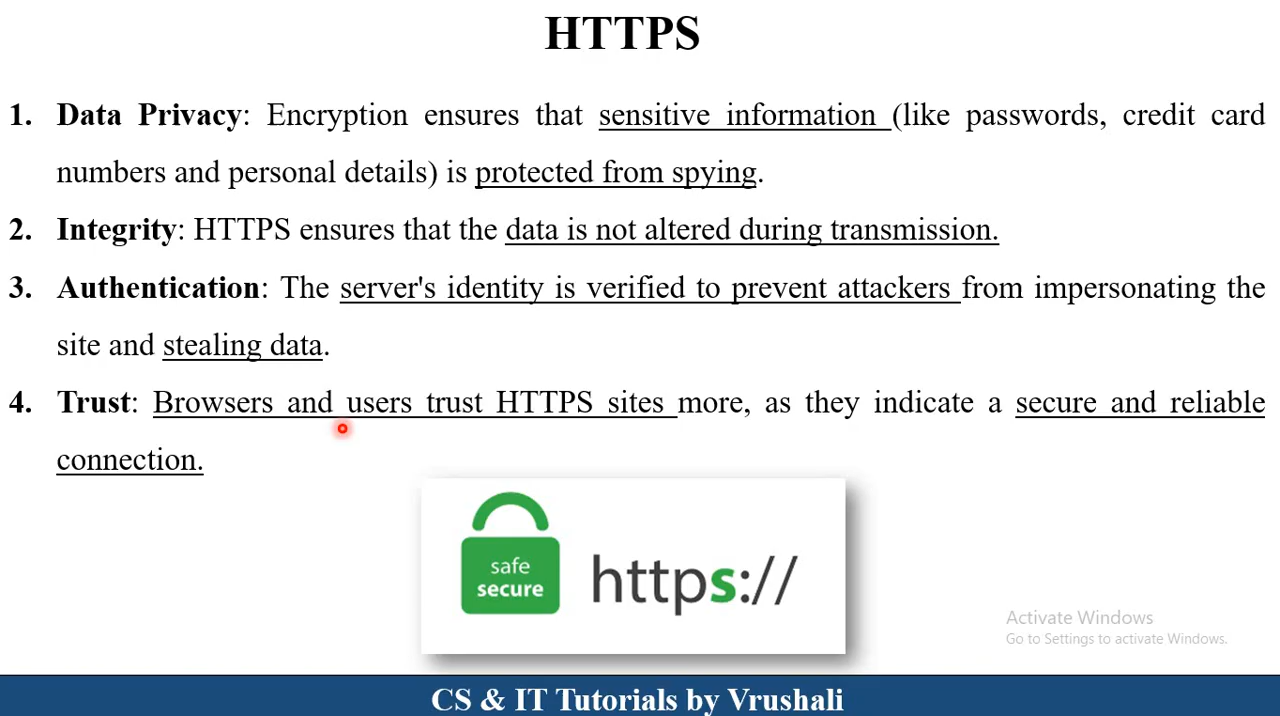 HTTPS
1. Data Privacy: Encryption ensures that sensitive information (like passwords, credit card
numbers and personal details) is protected from spying.
2. Integrity: HTTPS ensures that the data is not altered during transmission.
3. Authentication: The server's identity is verified to prevent attackers from impersonating the
site and stealing data.
4. Trust: Browsers and users trust HTTPS sites more, as they indicate a secure and reliable
connection.
safe
secure
https://
Activate Windows
Go to Settings to activate Windows.
CS & IT Tutorials by Vrushali